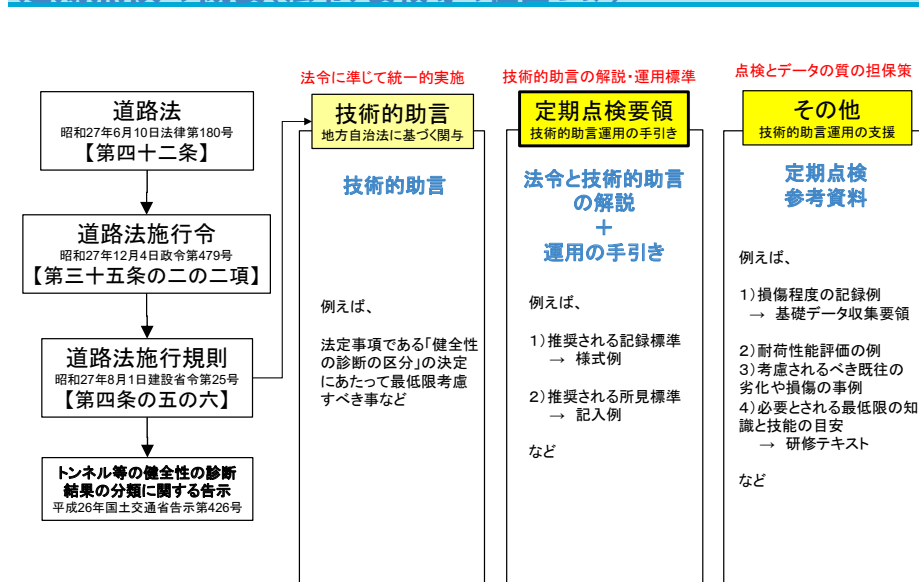 道路法
昭和27年6月10日法律第180号
【第四十二条】
道路法施行令
昭和27年12月4日政令第479号
【第三十五条の二の二項】
道路法施行規則
昭和27年8月1日建設省令第25号
【第四条の五の六】
トンネル等の健全性の診断
結果の分類に関する告示
平成26年国土交通省告示第426号
法令に準じて統一的実施
技術的助言
地方自治法に基づく関与
技術的助言
例えば、
法定事項である「健全性
の診断の区分」の決定
にあたって最低限考慮
すべき事など
技術的助言の解説・運用標準
定期点検要領
技術的助言運用の手引き
法令と技術的助言
の解説
＋
運用の手引き
例えば、
1)推奨される記録標準
→ 様式例
2)推奨される所見標準
→ 記入例
など
点検とデータの質の担保策
その他
技術的助言運用の支援
定期点検
参考資料
例えば、
1)損傷程度の記録例
→ 基礎データ収集要領
2)耐荷性能評価の例
3)考慮されるべき既往の
劣化や損傷の事例
4)必要とされる最低限の知
識と技能の目安
→ 研修テキスト
など